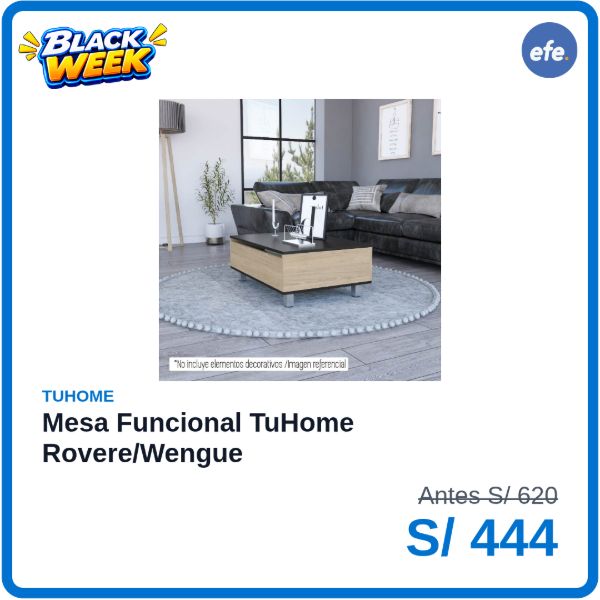 BLACK
WEEK
efe.
*No incluye elementos decorativos /Imagen referencial
TUHOME
Mesa Funcional TuHome
Rovere/Wengue
Antes S/ 620
S/ 444